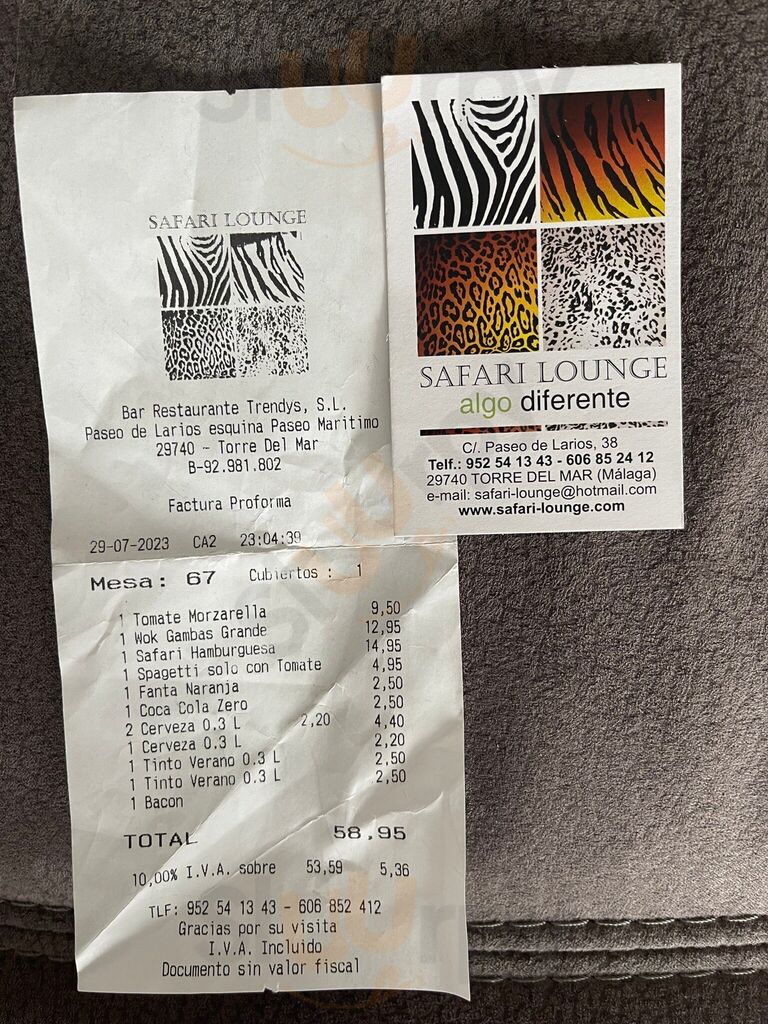 SAFARI LOUNGE
Bar Restaurante Trendys, S.L.
Paseo de Larios esquina Paseo Maritimo
29740 - Torre Del Mar
B-92.981.802
Factura Proforma
29-07-2023 CA2 23:04:39
Mesa: 67 Cubiertos : 1
1 Tomate Morzarella 9,50
1 Wok Gambas Grande 12,95
1 Safari Hamburguesa 14,95
1 Spagetti solo con Tomate 4,95
1 Fanta Naranja 2,50
1 Coca Cola Zero 2,50
2 Cerveza 0.3 L 2,20 4,40
1 Cerveza 0.3 L 2,20
1 Tinto Verano 0.3 L 2,50
1 Tinto Verano 0.3 L 2,50
1 Bacon
TOTAL 58,95
10,00% I.V.A. sobre 53,59 5,36
TLF: 952 54 13 43 - 606 852 412
Gracias por su visita
I.V.A. Incluido
Documento sin valor fiscal
SAFARI LOUNGE
algo diferente
C/. Paseo de Larios, 38
Telf.: 952 54 13 43 - 606 85 24 12
29740 TORRE DEL MAR (Málaga)
e-mail: safari-lounge@hotmail.com
www.safari-lounge.com